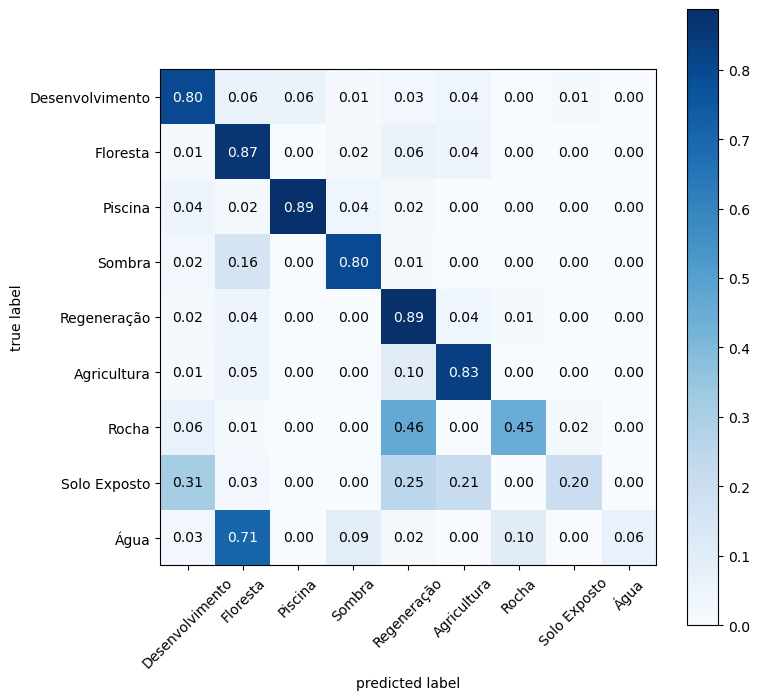 Desenvolvimento 0.80 0.06 0.06 0.01 0.03 0.04 0.00 0.01 0.00
Floresta 0.01 0.87 0.00 0.02 0.06 0.04 0.00 0.00 0.00
Piscina 0.04 0.02 0.89 0.04 0.02 0.00 0.00 0.00 0.00
Sombra 0.02 0.16 0.00 0.80 0.01 0.00 0.00 0.00 0.00
Regeneração 0.02 0.04 0.00 0.00 0.89 0.04 0.01 0.00 0.00
Agricultura 0.01 0.05 0.00 0.00 0.10 0.83 0.00 0.00 0.00
Rocha 0.06 0.01 0.00 0.00 0.46 0.00 0.45 0.02 0.00
Solo Exposto 0.31 0.03 0.00 0.00 0.25 0.21 0.00 0.20 0.00
Água 0.03 0.71 0.00 0.09 0.02 0.00 0.10 0.00 0.06
true label
Desenvolvimento Floresta Piscina Sombra Regeneração Agricultura Rocha Solo Exposto Água
predicted label
0.8
0.7
0.6
0.5
0.4
0.3
0.2
0.1
0.0